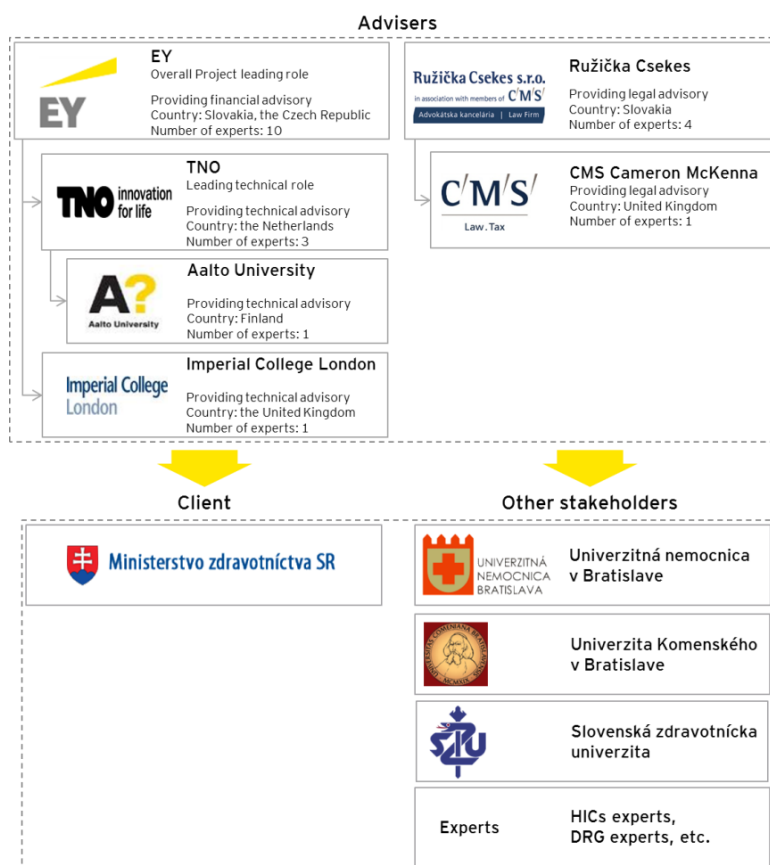 Advisers
EY
EY
Overall Project leading role
Providing financial advisory
Country: Slovakia, the Czech Republic
Number of experts: 10
Ružička Csekes s.r.o.
in association with members of C'M'S'
Advokátska kancelária | Law Firm
Ružička Csekes
Providing legal advisory
Country: Slovakia
Number of experts: 4
TNO innovation
for life
TNO
Leading technical role
Providing technical advisory
Country: the Netherlands
Number of experts: 3
C'M'S'
Law.Tax
CMS Cameron McKenna
Providing legal advisory
Country: United Kingdom
Number of experts: 1
A?
Aalto University
Aalto University
Providing technical advisory
Country: Finland
Number of experts: 1
Imperial College
London
Imperial College London
Providing technical advisory
Country: the United Kingdom
Number of experts: 1
Client
Ministerstvo zdravotníctva SR
Other stakeholders
UNIVERZITNÁ
NEMOCNICA
BRATISLAVA
Univerzitná nemocnica
v Bratislave
Univerzita Komenského
v Bratislave
SZU
Slovenská zdravotnícka
univerzita
Experts
HICs experts,
DRG experts, etc.